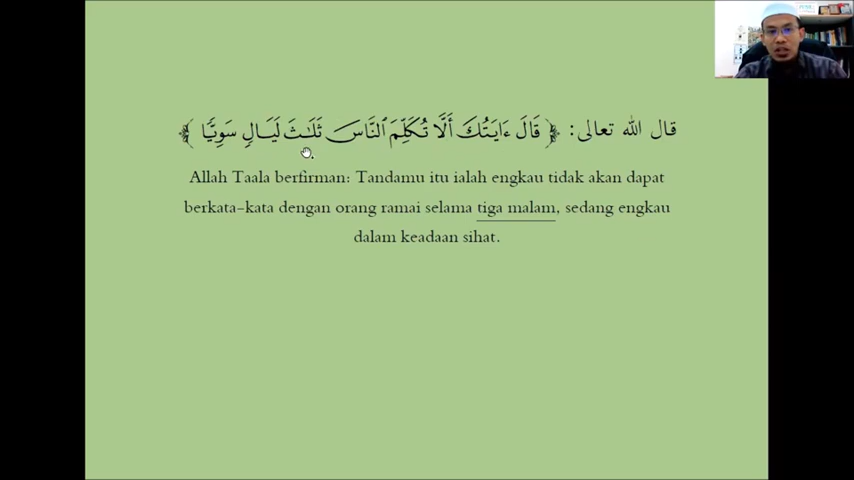 قال الله تعالى: ﴿ قَالَ ءَايَتُكَ أَلَّا تُكَلِّمَ ٱلنَّاسَ ثَلَـٰثَ لَيَالٍ سَوِيًّا ﴾
Allah Taala berfirman: Tandamu itu ialah engkau tidak akan dapat
berkata-kata dengan orang ramai selama tiga malam, sedang engkau
dalam keadaan sihat.